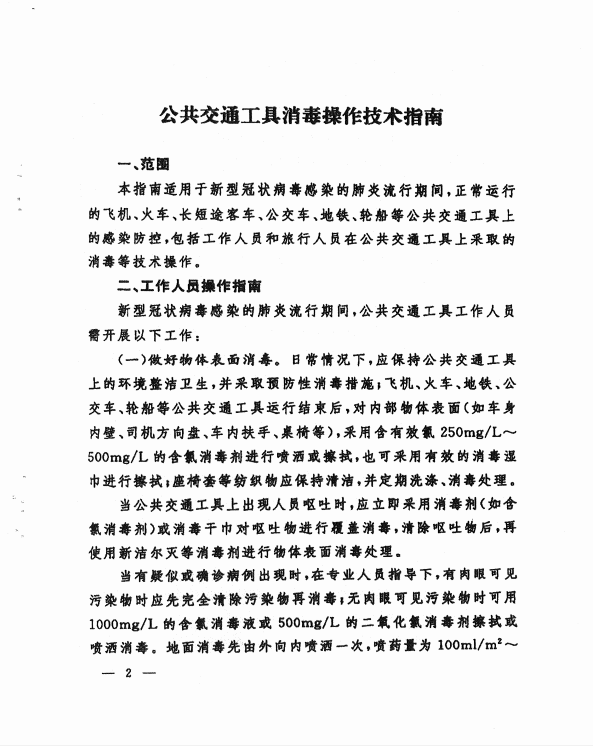 公共交通工具消毒操作技术指南
一、范围
本指南适用于新型冠状病毒感染的肺炎流行期间,正常运行
的飞机、火车、长短途客车、公交车、地铁、轮船等公共交通工具上
的感染防控,包括工作人员和旅行人员在公共交通工具上采取的
消毒等技术操作。
二、工作人员操作指南
新型冠状病毒感染的肺炎流行期间,公共交通工具工作人员
需开展以下工作:
(一)做好物体表面消毒。日常情况下,应保持公共交通工具
上的环境整洁卫生,并采取预防性消毒措施;飞机、火车、地铁、公
交车、轮船等公共交通工具运行结束后,对内部物体表面(如车身
内壁、司机方向盘、车内扶手、桌椅等),采用含有效氯 250mg/L～
500mg/L 的含氯消毒剂进行喷洒或擦拭,也可采用有效的消毒湿
巾进行擦拭;座椅套等纺织物应保持清洁,并定期洗涤、消毒处理。
当公共交通工具上出现人员呕吐时,应立即采用消毒剂(如含
氯消毒剂)或消毒干巾对呕吐物进行覆盖消毒,清除呕吐物后,再
使用新洁尔灭等消毒剂进行物体表面消毒处理。
当有疑似或确诊病例出现时,在专业人员指导下,有肉眼可见
污染物时应先完全清除污染物再消毒;无肉眼可见污染物时可用
1000mg/L 的含氯消毒液或 500mg/L 的二氧化氯消毒剂擦拭或
喷洒消毒。地面消毒先由外向内喷洒一次,喷药量为 100ml/m²～
— 2 —